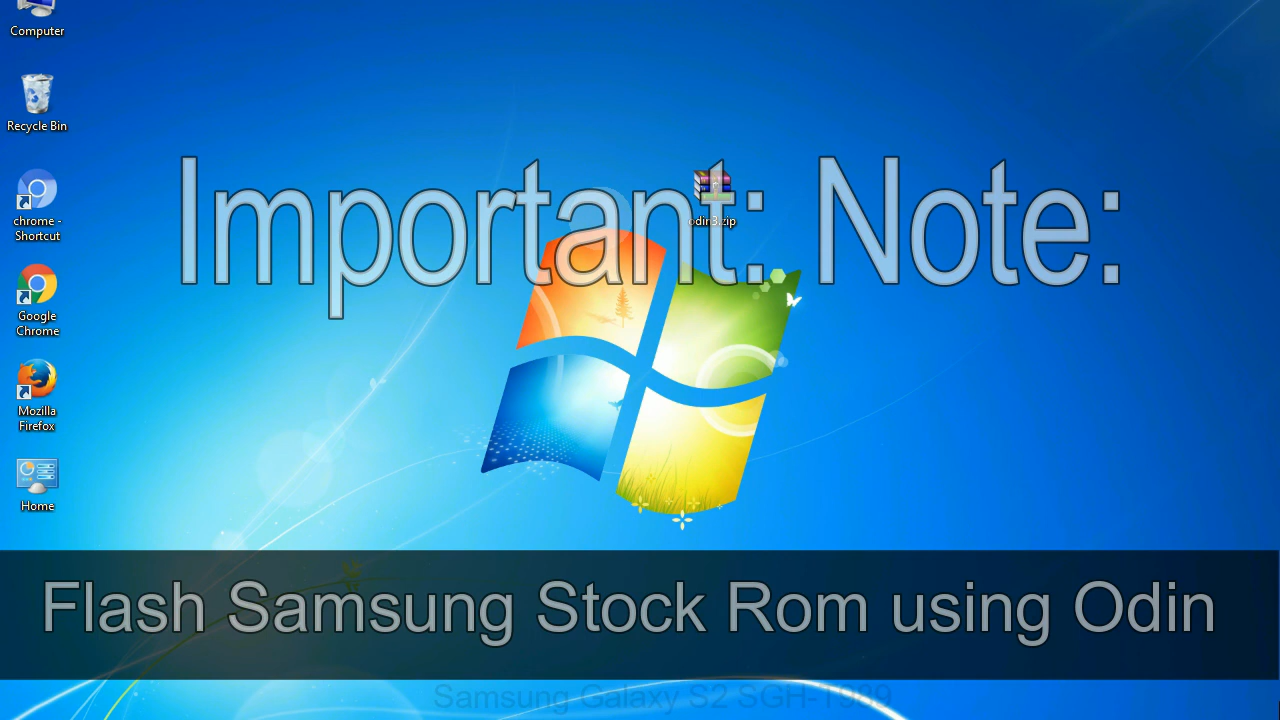 Computer
Recycle Bin
chrome -
Shortcut
Google
Chrome
Mozilla
Firefox
Home
odin3.zip
Important: Note:
Flash Samsung Stock Rom using Odin
Samsung Galaxy S2 SGH-T989